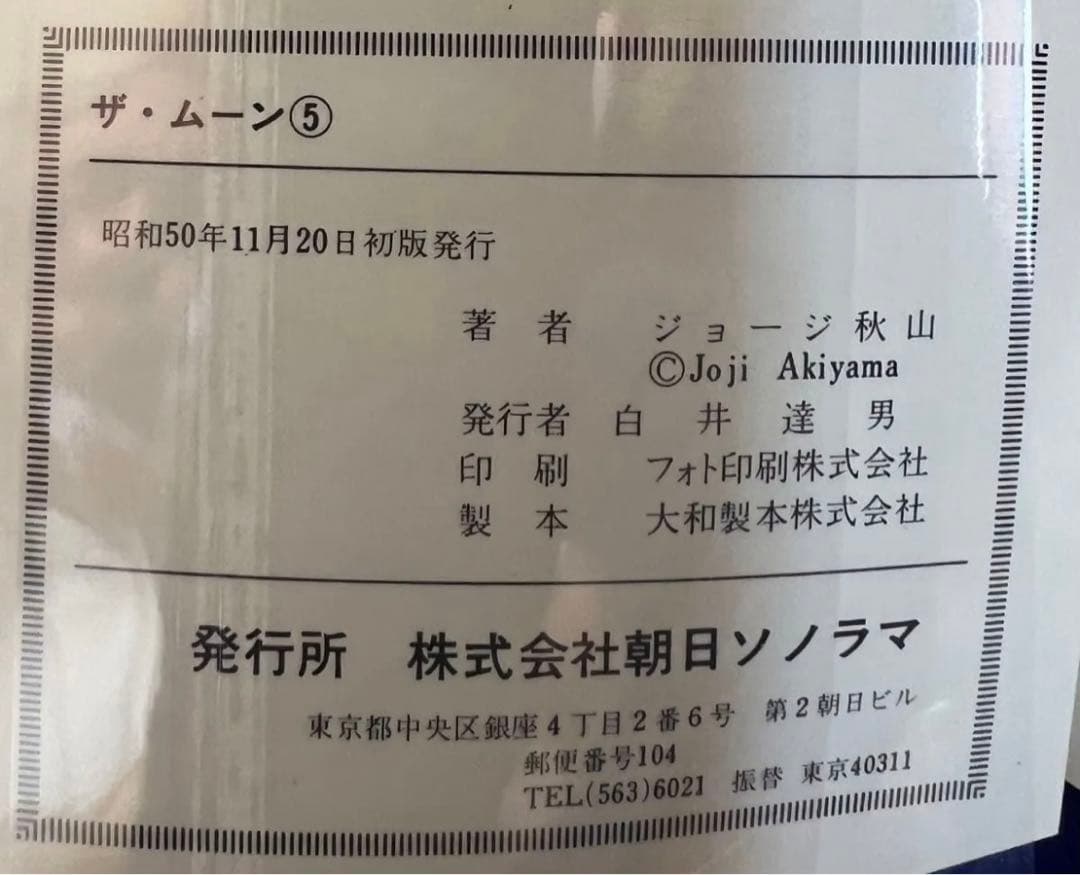 ザ・ムーン⑤
昭和50年11月20日初版発行
著者 ジョージ秋山
©Joji Akiyama
発行者 白井達男
印刷 フォト印刷株式会社
製本 大和製本株式会社
発行所 株式会社朝日ソノラマ
東京都中央区銀座4丁目2番6号 第2朝日ビル
郵便番号104
TEL(563)6021 振替 東京40311